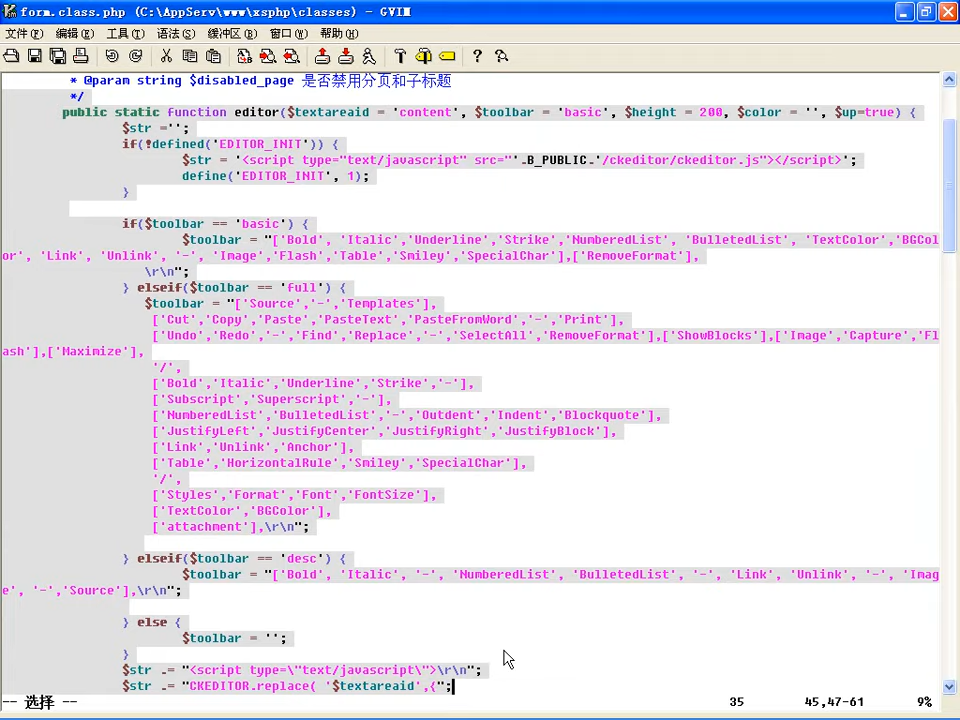 form.class.php (C:\AppServ\www\xsphp\classes) - GVIM
文件(F) 编辑(E) 工具(T) 语法(S) 缓冲区(B) 窗口(W) 帮助(H)
* @param string $disabled_page 是否禁用分页和子标题
*/
public static function editor($textareaid = 'content', $toolbar = 'basic', $height = 200, $color = '', $up=true) {
$str ='';
if(!defined('EDITOR_INIT')) {
$str = '<script type="text/javascript" src="'.B_PUBLIC.'/ckeditor/ckeditor.js"></script>';
define('EDITOR_INIT', 1);
}
if($toolbar == 'basic') {
$toolbar = "['Bold', 'Italic','Underline','Strike','NumberedList', 'BulletedList', 'TextColor','BGCol
or', 'Link', 'Unlink', '-', 'Image','Flash','Table','Smiley','SpecialChar'],['RemoveFormat'],
\r\n";
} elseif($toolbar == 'full') {
$toolbar = "['Source','-','Templates'],
['Cut','Copy','Paste','PasteText','PasteFromWord','-','Print'],
['Undo','Redo','-','Find','Replace','-','SelectAll','RemoveFormat'],['ShowBlocks'],['Image','Capture','Fl
ash'],['Maximize'],
'/',
['Bold','Italic','Underline','Strike','-'],
['Subscript','Superscript','-'],
['NumberedList','BulletedList','-','Outdent','Indent','Blockquote'],
['JustifyLeft','JustifyCenter','JustifyRight','JustifyBlock'],
['Link','Unlink','Anchor'],
['Table','HorizontalRule','Smiley','SpecialChar'],
'/',
['Styles','Format','Font','FontSize'],
['TextColor','BGColor'],
['attachment'],\r\n";
} elseif($toolbar == 'desc') {
$toolbar = "['Bold', 'Italic', '-', 'NumberedList', 'BulletedList', '-', 'Link', 'Unlink', '-', 'Imag
e', '-','Source'],\r\n";
} else {
$toolbar = '';
}
$str .= "<script type=\"text/javascript\">\r\n";
$str .= "CKEDITOR.replace( '$textareaid',{";
-- 选择 -- 35 45,47-61 9%